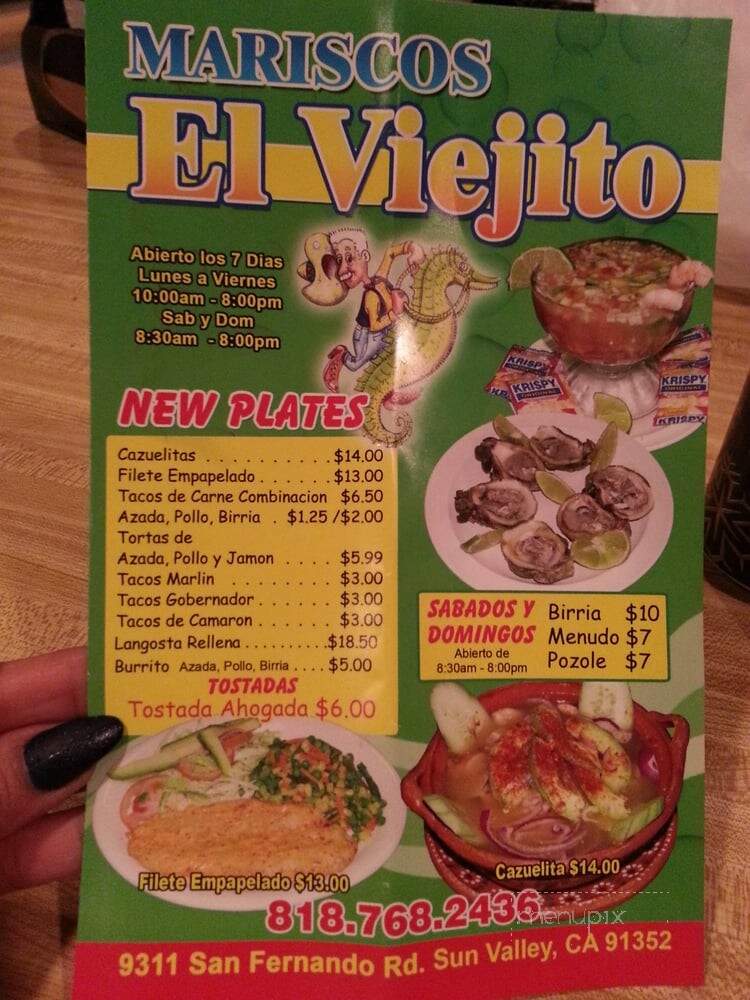 MARISCOS
El Viejito
Abierto los 7 Dias
Lunes a Viernes
10:00am - 8:00pm
Sab y Dom
8:30am - 8:00pm
KRISPY
KRISPY
ORIGINAL
KRISPY
KRISPY
NEW PLATES
Cazuelitas . . . . . . . . . . . $14.00
Filete Empapelado . . . . . . $13.00
Tacos de Carne Combinacion $6.50
Azada, Pollo, Birria . $1.25 /$2.00
Tortas de
Azada, Pollo y Jamon . . . . . $5.99
Tacos Marlin . . . . . . . . . $3.00
Tacos Gobernador . . . . . . . $3.00
Tacos de Camaron . . . . . . . $3.00
Langosta Rellena . . . . . . . . . . $18.50
Burrito Azada, Pollo, Birria . . . . $5.00
TOSTADAS
Tostada Ahogada $6.00
SABADOS Y
DOMINGOS
Abierto de
8:30am - 8:00pm
Birria $10
Menudo $7
Pozole $7
Filete Empapelado $13.00
Cazuelita $14.00
818.768.2436
menupix
9311 San Fernando Rd. Sun Valley, CA 91352